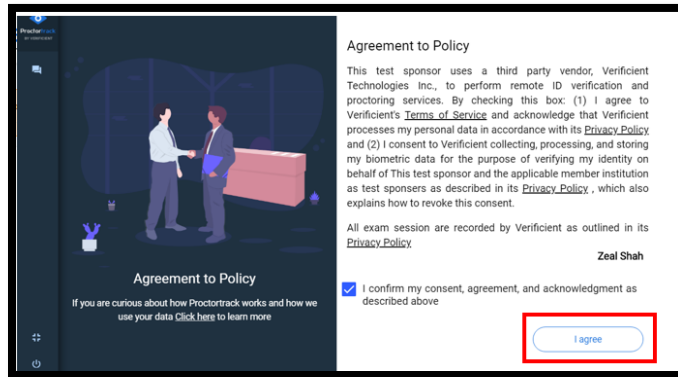 Proctortrack
BY VERIFICIENT
Agreement to Policy
If you are curious about how Proctortrack works and how we
use your data Click here to learn more
Agreement to Policy
This test sponsor uses a third party vendor, Verificient
Technologies Inc., to perform remote ID verification and
proctoring services. By checking this box: (1) I agree to
Verificient's Terms of Service and acknowledge that Verificient
processes my personal data in accordance with its Privacy Policy
and (2) I consent to Verificient collecting, processing, and storing
my biometric data for the purpose of verifying my identity on
behalf of This test sponsor and the applicable member institution
as test sponsers as described in its Privacy Policy , which also
explains how to revoke this consent.
All exam session are recorded by Verificient as outlined in its
Privacy Policy
Zeal Shah
I confirm my consent, agreement, and acknowledgment as
described above
I agree